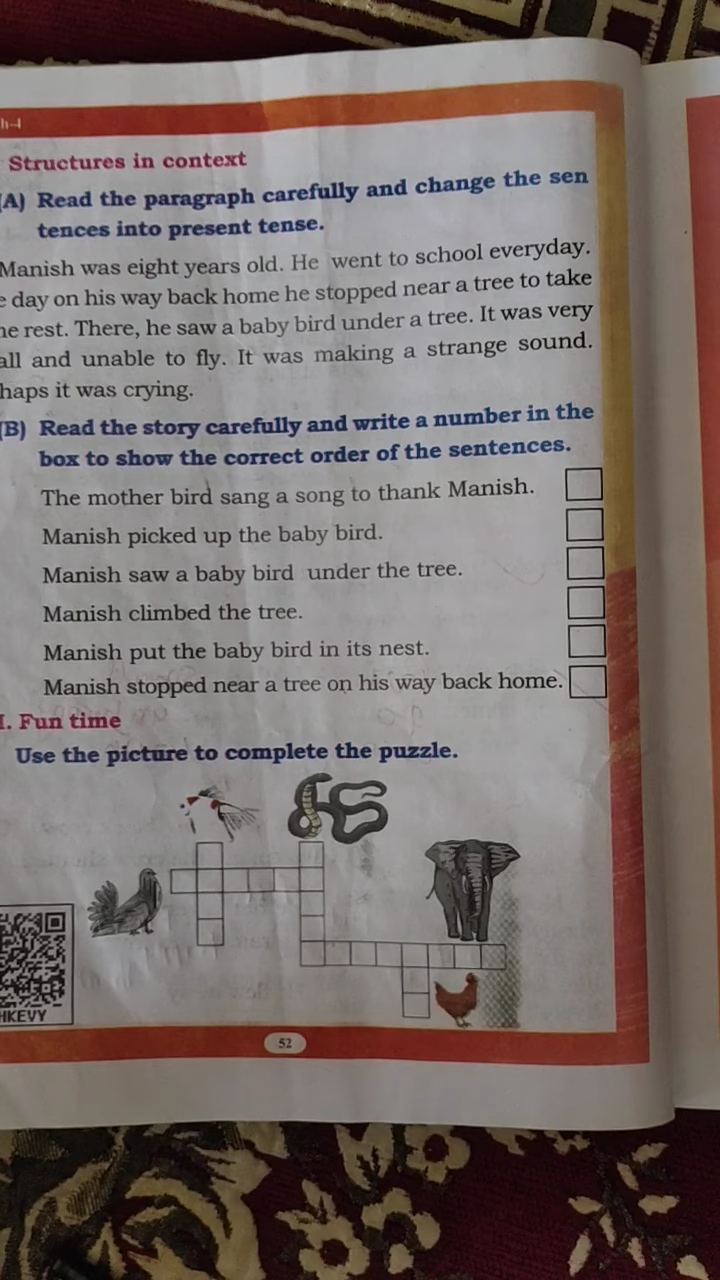 Structures in context
(A) Read the paragraph carefully and change the sen
tences into present tense.
Manish was eight years old. He went to school everyday.
day on his way back home he stopped near a tree to take
rest. There, he saw a baby bird under a tree. It was very
and unable to fly. It was making a strange sound.
it was crying.
(B) Read the story carefully and write a number in the
box to show the correct order of the sentences.
The mother bird sang a song to thank Manish.
Manish picked up the baby bird.
Manish saw a baby bird under the tree.
Manish climbed the tree.
Manish put the baby bird in its nest.
Manish stopped near a tree on his way back home.
I. Fun time
Use the picture to complete the puzzle.
HKEVY
52